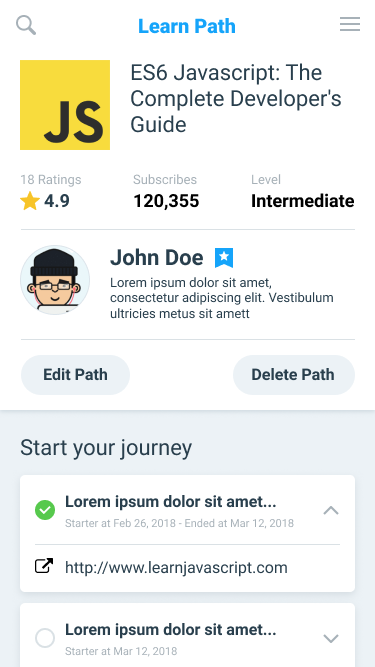 Learn Path
JS
ES6 Javascript: The
Complete Developer's
Guide
18 Ratings
4.9
Subscribes
120,355
Level
Intermediate
John Doe
Lorem ipsum dolor sit amet,
consectetur adipiscing elit. Vestibulum
ultricies metus sit amett
Edit Path
Delete Path
Start your journey
Lorem ipsum dolor sit amet...
Starter at Feb 26, 2018 - Ended at Mar 12, 2018
http://www.learnjavascript.com
Lorem ipsum dolor sit amet...
Starter at Mar 12, 2018